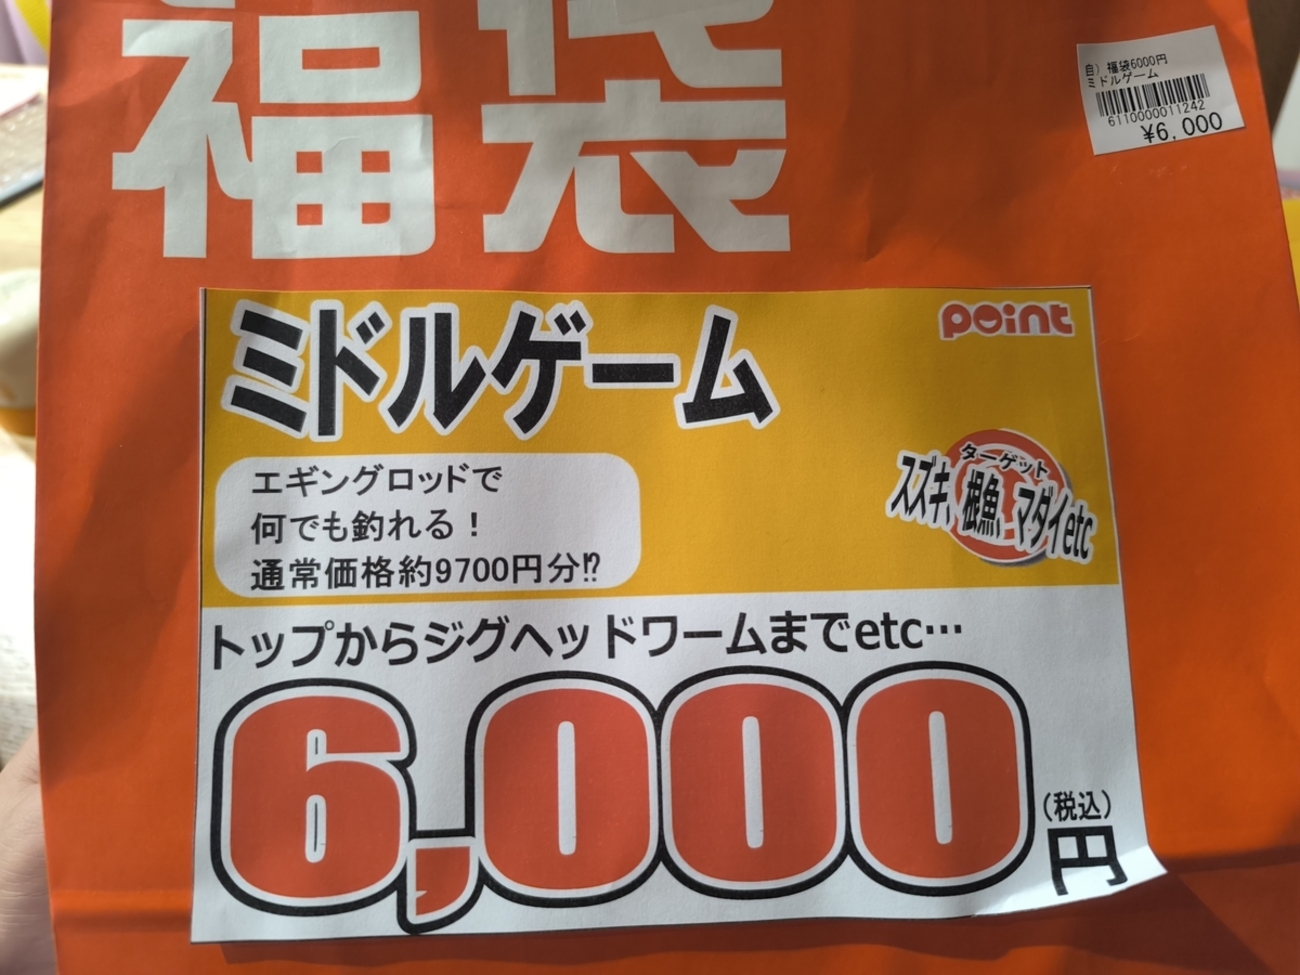 福袋
自) 福袋6000円
ミドルゲーム
6110000011242
¥6,000
ミドルゲーム
point
エギングロッドで
何でも釣れる！
通常価格約9700円分⁉
ターゲット
スズキ、根魚、マダイetc
トップからジグヘッドワームまでetc…
6,000
(税込)
円